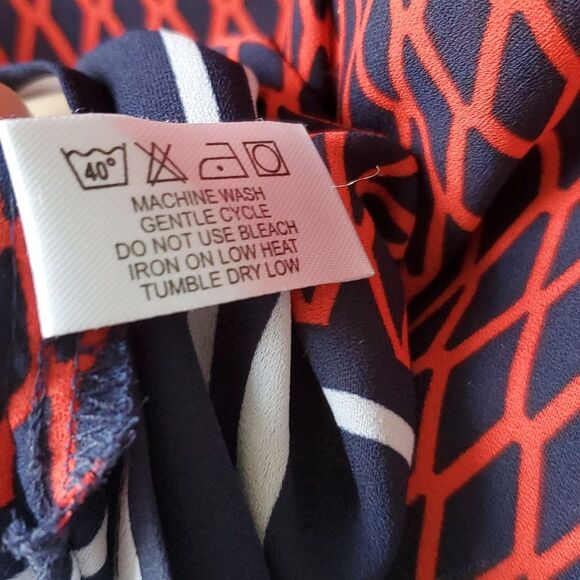 40°
MACHINE WASH
GENTLE CYCLE
DO NOT USE BLEACH
IRON ON LOW HEAT
TUMBLE DRY LOW